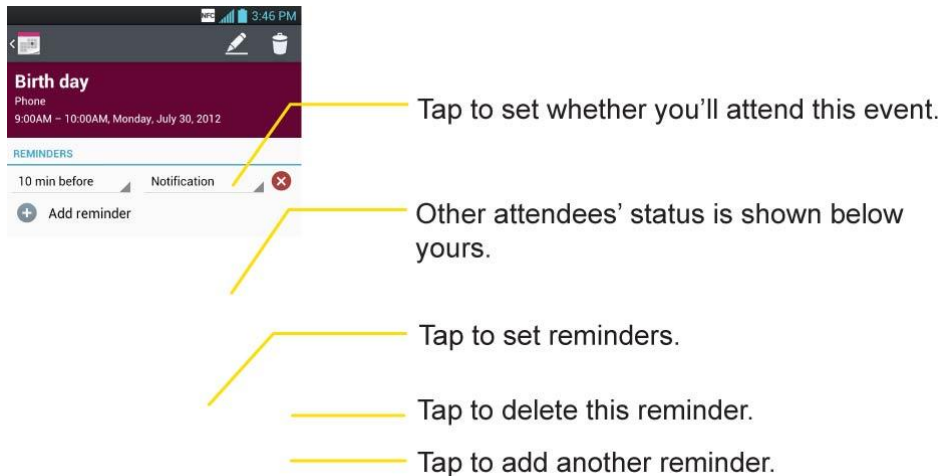 NFC 3:46 PM
Birth day
Phone
9:00AM – 10:00AM, Monday, July 30, 2012
REMINDERS
10 min before Notification
Add reminder
Tap to set whether you’ll attend this event.
Other attendees’ status is shown below
yours.
Tap to set reminders.
Tap to delete this reminder.
Tap to add another reminder.